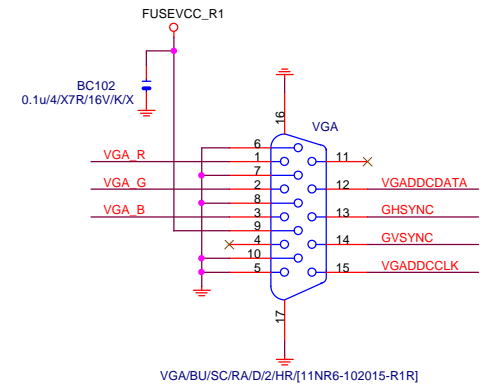 FUSEVCC_R1
BC102
0.1u/4/X7R/16V/K/X
16
VGA
6
VGA_R 1 11
7
VGA_G 2 12 VGADDCDATA
8
VGA_B 3 13 GHSYNC
9
4 14 GVSYNC
10
5 15 VGADDCCLK
17
VGA/BU/SC/RA/D/2/HR/[11NR6-102015-R1R]